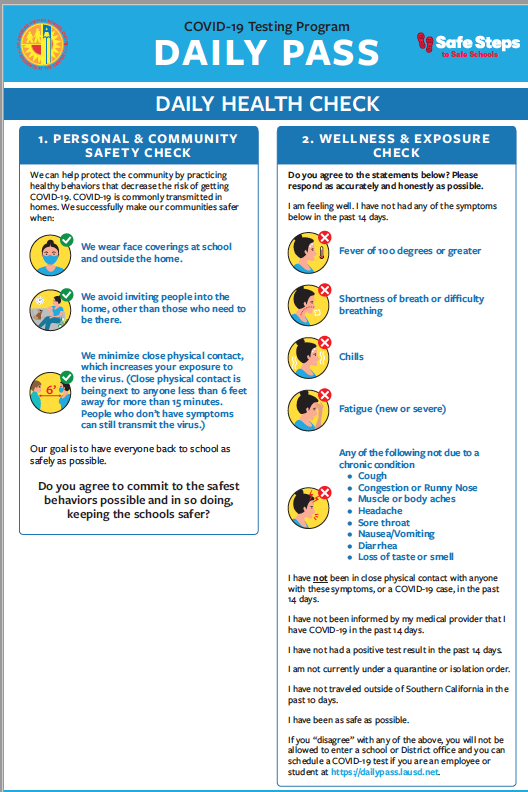 COVID-19 Testing Program
DAILY PASS
Safe Steps
to Safe Schools
DAILY HEALTH CHECK
1. PERSONAL & COMMUNITY
SAFETY CHECK
We can help protect the community by practicing
healthy behaviors that decrease the risk of getting
COVID-19. COVID-19 is commonly transmitted in
homes. We successfully make our communities safer
when:
We wear face coverings at school
and outside the home.
We avoid inviting people into the
home, other than those who need to
be there.
We minimize close physical contact,
which increases your exposure to
the virus. (Close physical contact is
being next to anyone less than 6 feet
away for more than 15 minutes.
People who don't have symptoms
can still transmit the virus.)
6'
Our goal is to have everyone back to school as
safely as possible.
Do you agree to commit to the safest
behaviors possible and in so doing,
keeping the schools safer?
2. WELLNESS & EXPOSURE
CHECK
Do you agree to the statements below? Please
respond as accurately and honestly as possible.
I am feeling well. I have not had any of the symptoms
below in the past 14 days.
Fever of 100 degrees or greater
Shortness of breath or difficulty
breathing
Chills
Fatigue (new or severe)
Any of the following not due to a
chronic condition
● Cough
● Congestion or Runny Nose
● Muscle or body aches
● Headache
● Sore throat
● Nausea/Vomiting
● Diarrhea
● Loss of taste or smell
I have not been in close physical contact with anyone
with these symptoms, or a COVID-19 case, in the past
14 days.
I have not been informed by my medical provider that I
have COVID-19 in the past 14 days.
I have not had a positive test result in the past 14 days.
I am not currently under a quarantine or isolation order.
I have not traveled outside of Southern California in the
past 10 days.
I have been as safe as possible.
If you "disagree" with any of the above, you will not be
allowed to enter a school or District office and you can
schedule a COVID-19 test if you are an employee or
student at https://dailypass.lausd.net.